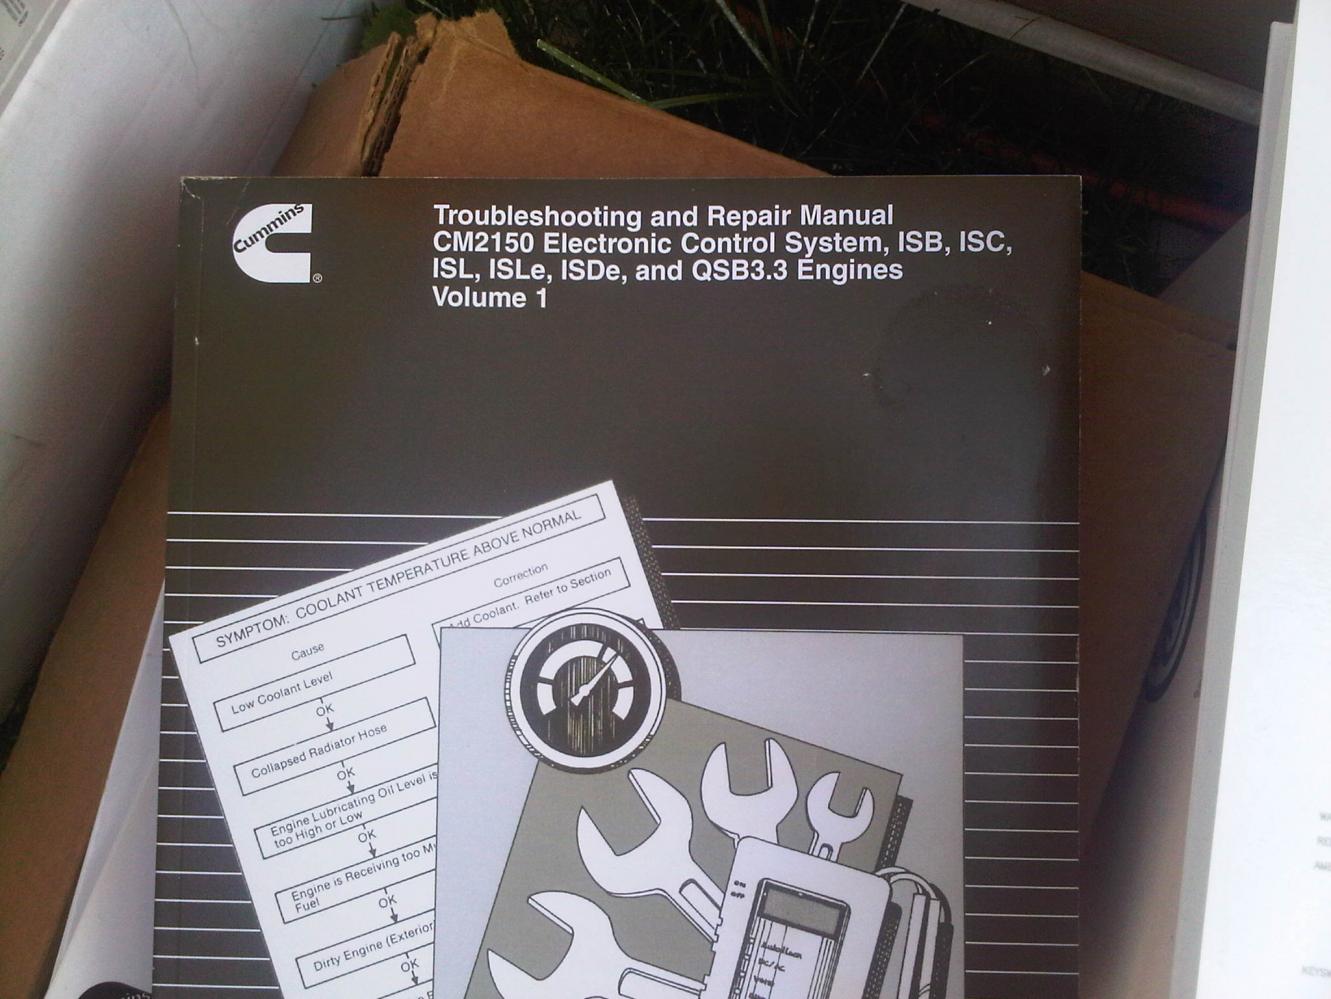 Cummins
®
Troubleshooting and Repair Manual
CM2150 Electronic Control System, ISB, ISC,
ISL, ISLe, ISDe, and QSB3.3 Engines
Volume 1
SYMPTOM: COOLANT TEMPERATURE ABOVE NORMAL
Cause
Correction
Low Coolant Level
Add Coolant. Refer to Section
OK
Collapsed Radiator Hose
OK
Engine Lubricating Oil Level is
too High or Low
OK
Engine is Receiving too M
Fuel
OK
Dirty Engine (Exterior
OK
ON
OFF